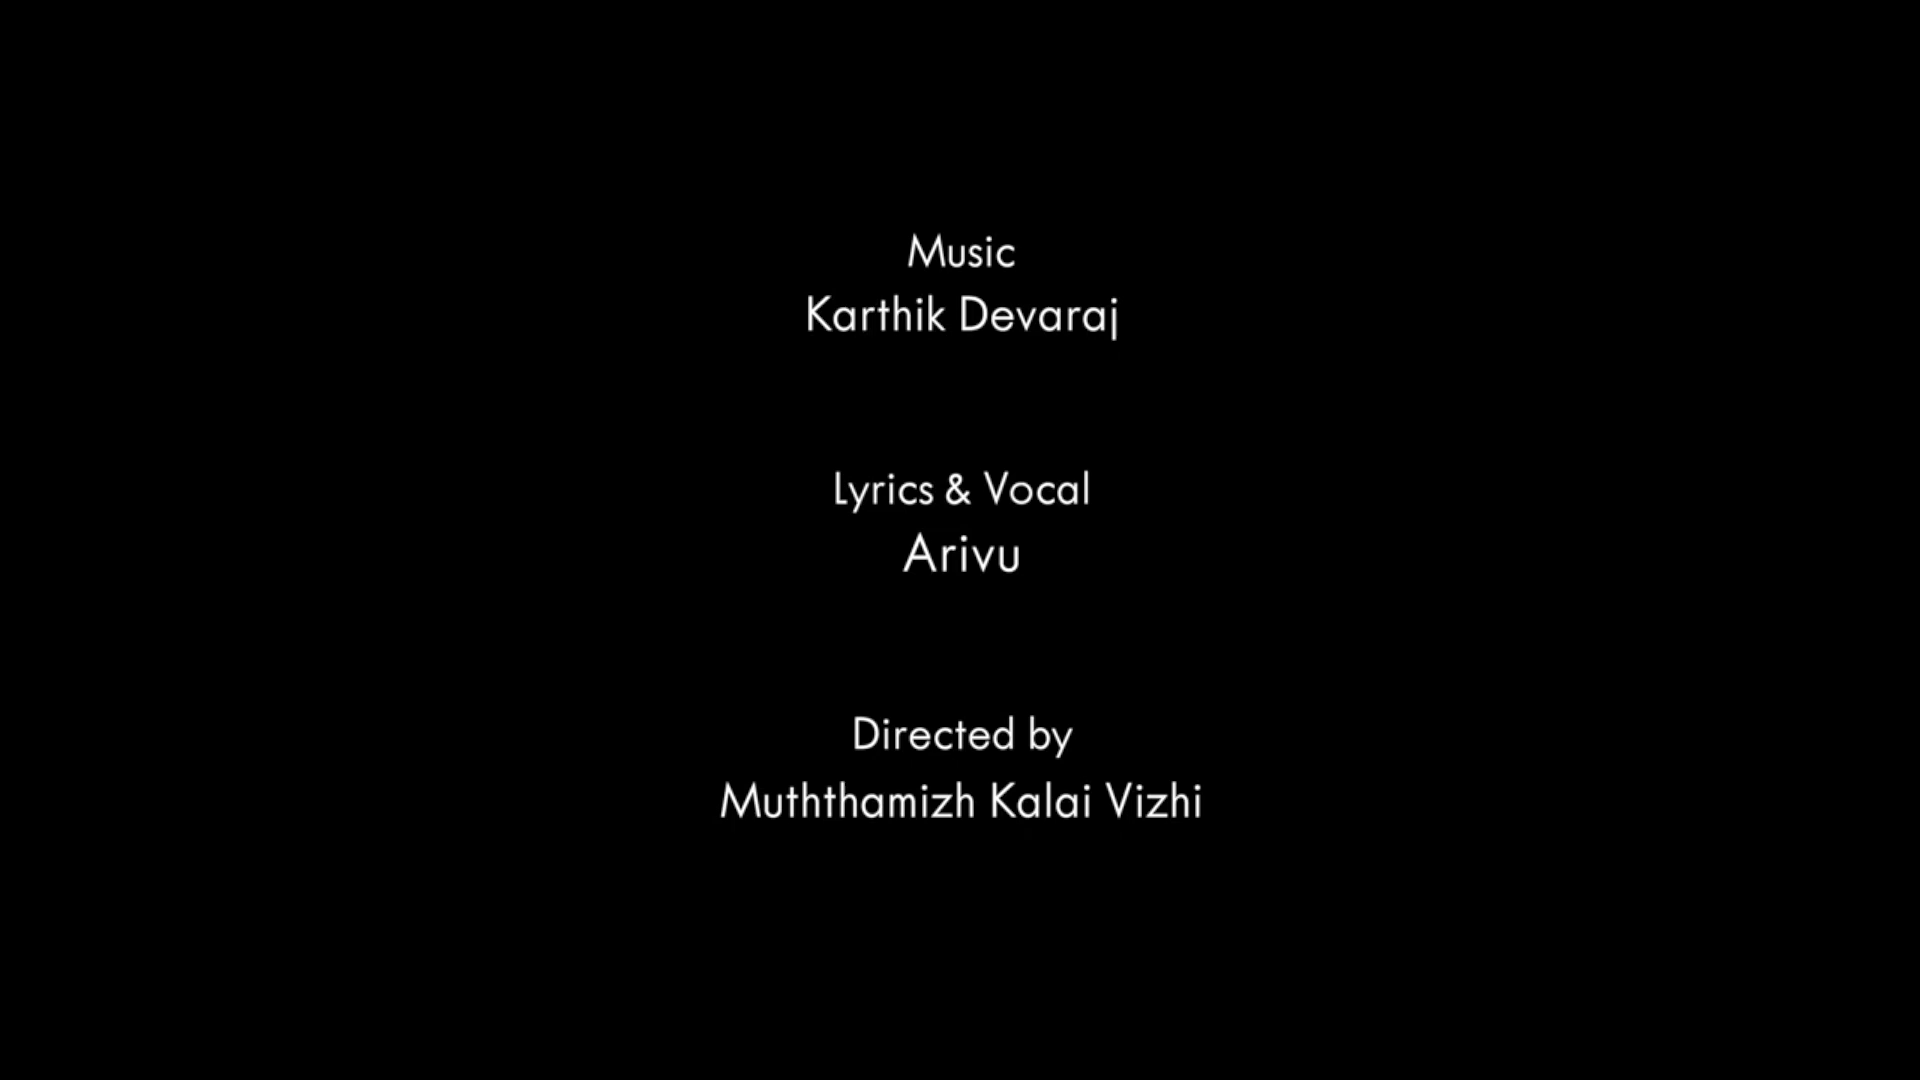 Music
Karthik Devaraj
Lyrics & Vocal
Arivu
Directed by
Muththamizh Kalai Vizhi